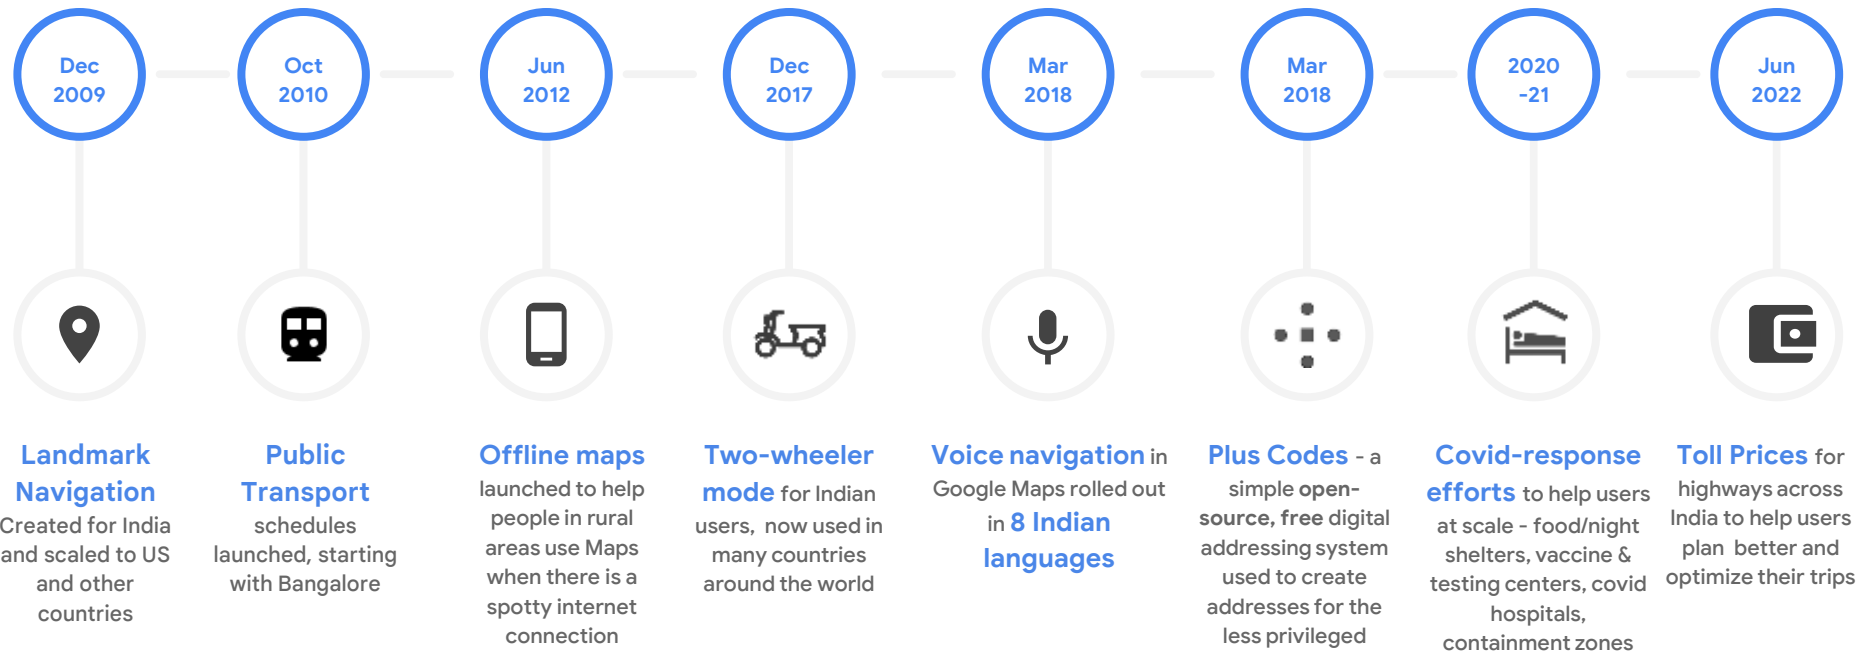 Dec
2009
Oct
2010
Jun
2012
Dec
2017
Mar
2018
Mar
2018
2020
-21
Jun
2022
Landmark
Navigation
Created for India
and scaled to US
and other
countries
Public
Transport
schedules
launched, starting
with Bangalore
Offline maps
launched to help
people in rural
areas use Maps
when there is a
spotty internet
connection
Two-wheeler
mode for Indian
users, now used in
many countries
around the world
Voice navigation in
Google Maps rolled out
in 8 Indian
languages
Plus Codes - a
simple open-
source, free digital
addressing system
used to create
addresses for the
less privileged
Covid-response
efforts to help users
at scale - food/night
shelters, vaccine &
testing centers, covid
hospitals,
containment zones
Toll Prices for
highways across
India to help users
plan better and
optimize their trips